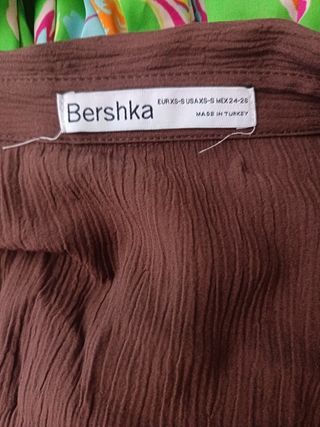 Bershka
EUR XS-S USA XS-S MEX 24-26
MADE IN TURKEY